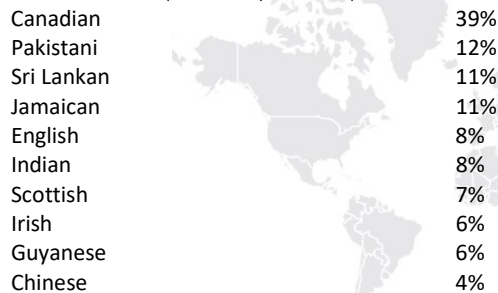 Canadian 39%
Pakistani 12%
Sri Lankan 11%
Jamaican 11%
English 8%
Indian 8%
Scottish 7%
Irish 6%
Guyanese 6%
Chinese 4%